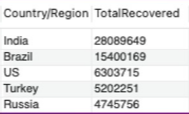 Country/Region TotalRecovered
India 28089649
Brazil 15400169
US 6303715
Turkey 5202251
Russia 4745756